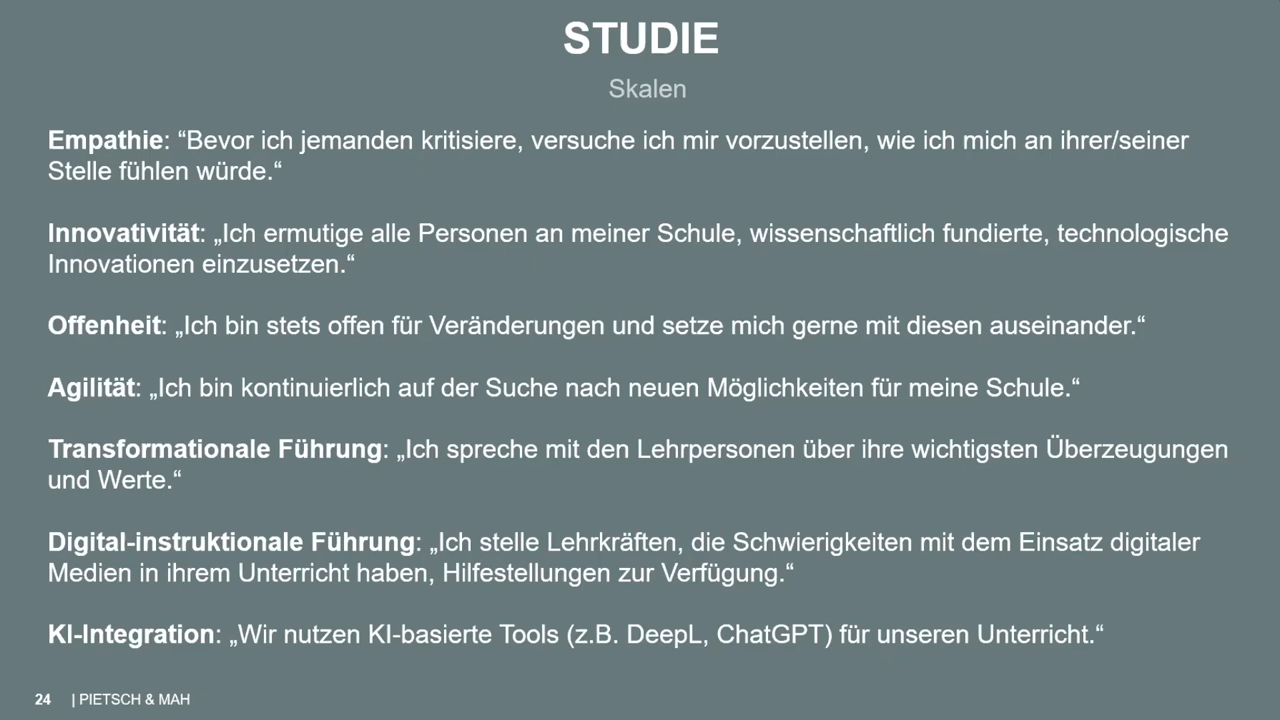 STUDIE
Skalen
Empathie: “Bevor ich jemanden kritisiere, versuche ich mir vorzustellen, wie ich mich an ihrer/seiner
Stelle fühlen würde.“
Innovativität: „Ich ermutige alle Personen an meiner Schule, wissenschaftlich fundierte, technologische
Innovationen einzusetzen.“
Offenheit: „Ich bin stets offen für Veränderungen und setze mich gerne mit diesen auseinander.“
Agilität: „Ich bin kontinuierlich auf der Suche nach neuen Möglichkeiten für meine Schule.“
Transformationale Führung: „Ich spreche mit den Lehrpersonen über ihre wichtigsten Überzeugungen
und Werte.“
Digital-instruktionale Führung: „Ich stelle Lehrkräften, die Schwierigkeiten mit dem Einsatz digitaler
Medien in ihrem Unterricht haben, Hilfestellungen zur Verfügung.“
KI-Integration: „Wir nutzen KI-basierte Tools (z.B. DeepL, ChatGPT) für unseren Unterricht.“
24 | PIETSCH & MAH